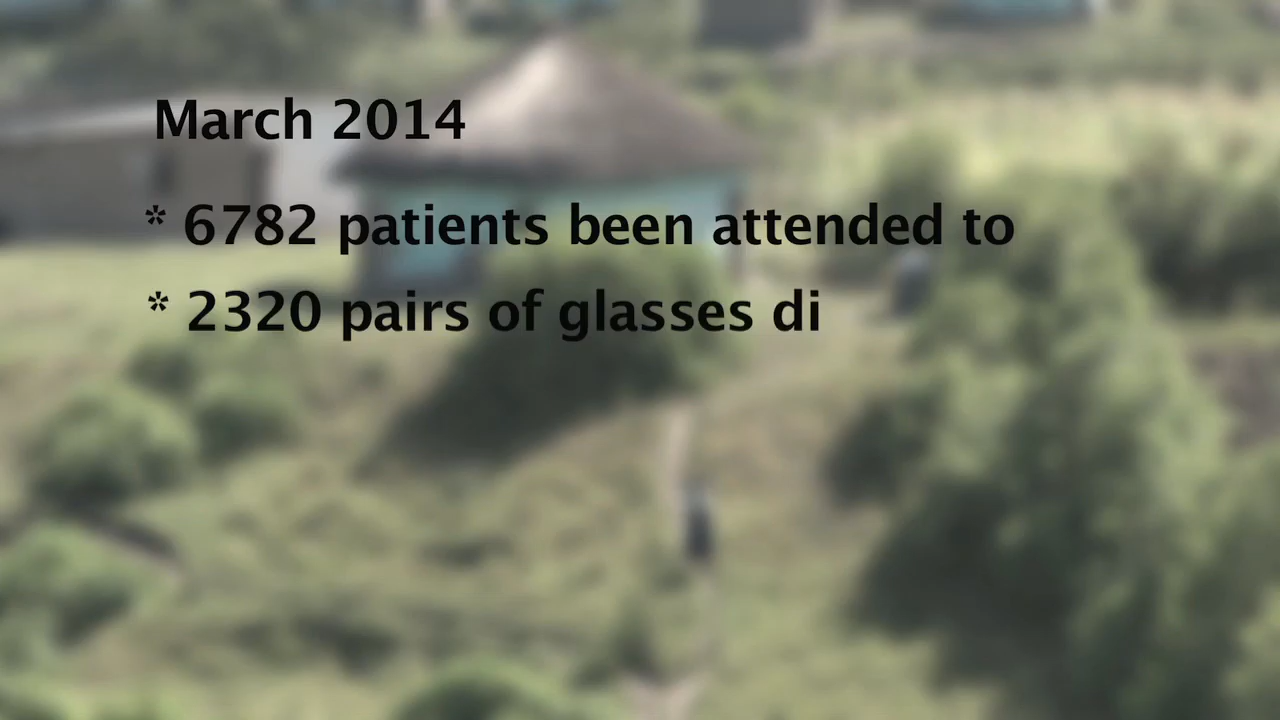 March 2014
* 6782 patients been attended to
* 2320 pairs of glasses di